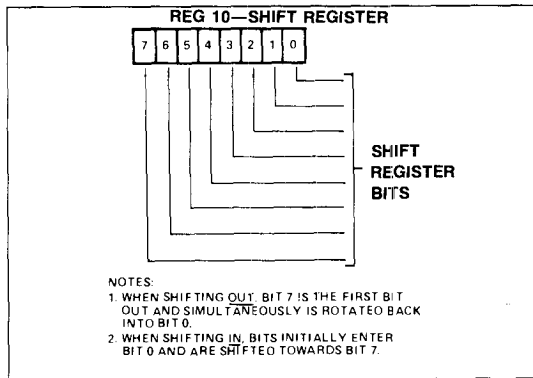 REG 10—SHIFT REGISTER
7 6 5 4 3 2 1 0
SHIFT
REGISTER
BITS
NOTES:
1. WHEN SHIFTING OUT, BIT 7 IS THE FIRST BIT
OUT AND SIMULTANEOUSLY IS ROTATED BACK
INTO BIT 0.
2. WHEN SHIFTING IN, BITS INITIALLY ENTER
BIT 0 AND ARE SHIFTED TOWARDS BIT 7.